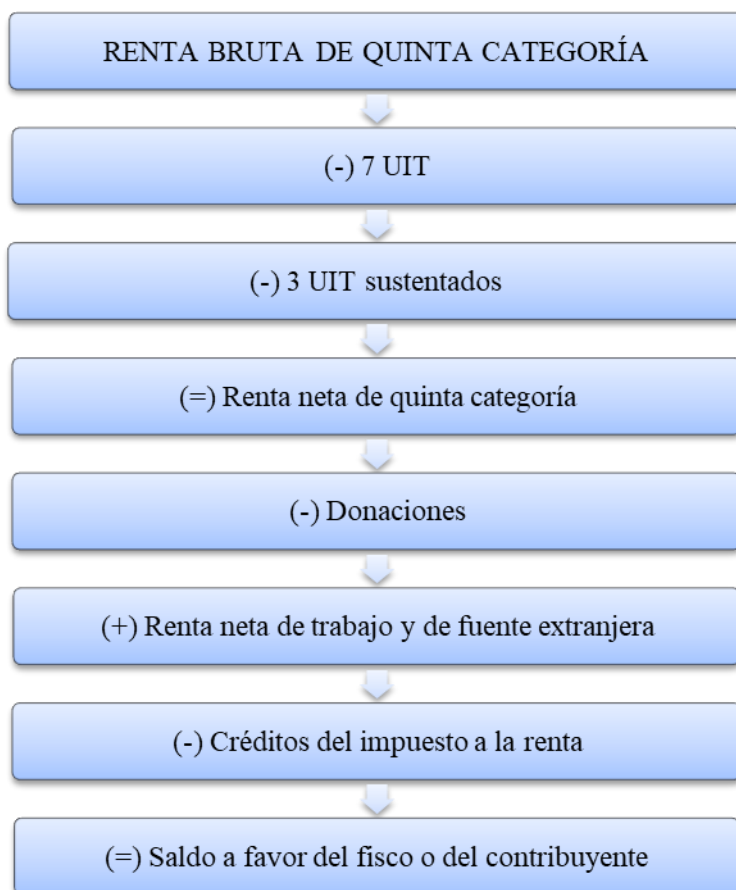 RENTA BRUTA DE QUINTA CATEGORÍA
(-) 7 UIT
(-) 3 UIT sustentados
(=) Renta neta de quinta categoría
(-) Donaciones
(+) Renta neta de trabajo y de fuente extranjera
(-) Créditos del impuesto a la renta
(=) Saldo a favor del fisco o del contribuyente